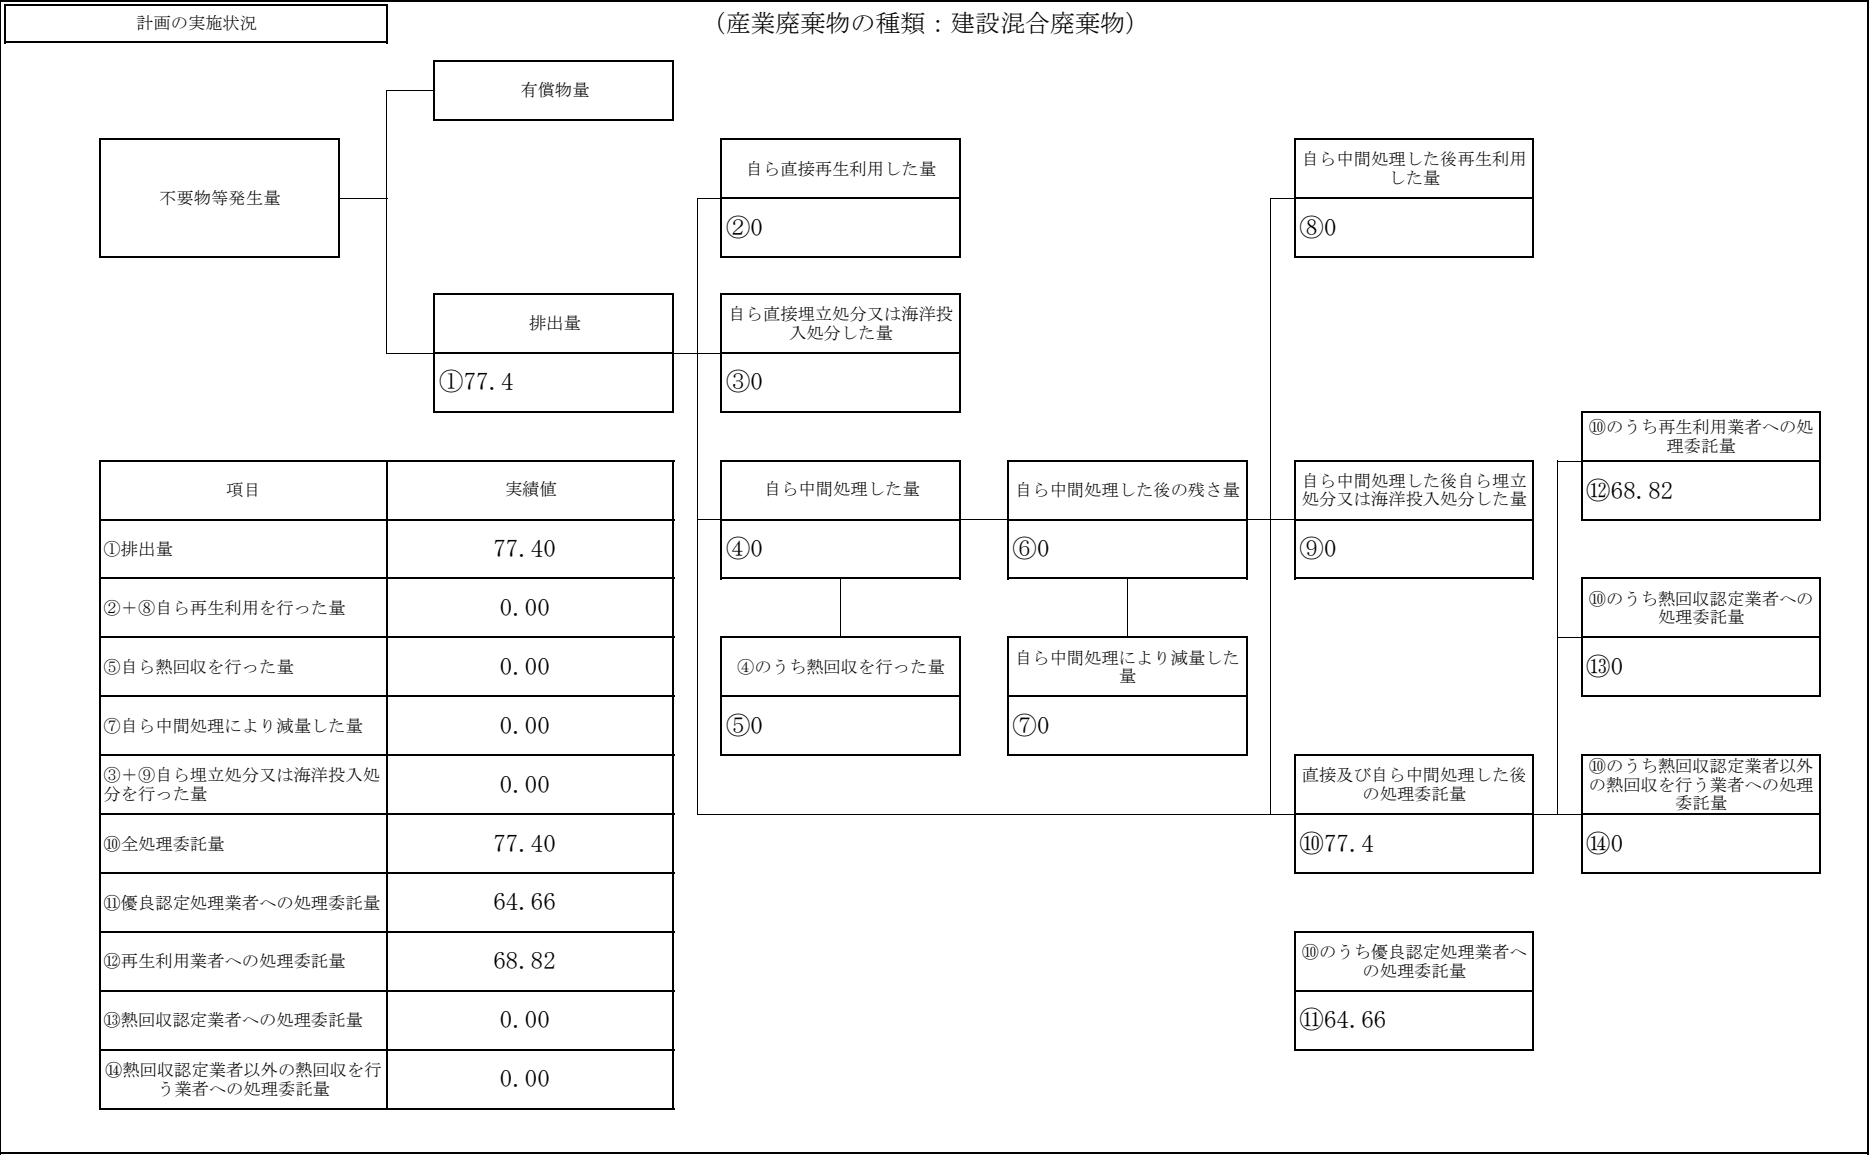 計画の実施状況
（産業廃棄物の種類：建設混合廃棄物）
有償物量
不要物等発生量
自ら直接再生利用した量
②0
自ら中間処理した後再生利用
した量
⑧0
排出量
①77.4
自ら直接埋立処分又は海洋投
入処分した量
③0
項目
実績値
①排出量
77.40
②＋⑧自ら再生利用を行った量
0.00
⑤自ら熱回収を行った量
0.00
⑦自ら中間処理により減量した量
0.00
③＋⑨自ら埋立処分又は海洋投入処
分を行った量
0.00
⑩全処理委託量
77.40
⑪優良認定処理業者への処理委託量
64.66
⑫再生利用業者への処理委託量
68.82
⑬熱回収認定業者への処理委託量
0.00
⑭熱回収認定業者以外の熱回収を行
う業者への処理委託量
0.00
自ら中間処理した量
④0
④のうち熱回収を行った量
⑤0
自ら中間処理した後の残さ量
⑥0
自ら中間処理により減量した
量
⑦0
自ら中間処理した後自ら埋立
処分又は海洋投入処分した量
⑨0
直接及び自ら中間処理した後
の処理委託量
⑩77.4
⑩のうち優良認定処理業者へ
の処理委託量
⑪64.66
⑩のうち再生利用業者への処
理委託量
⑫68.82
⑩のうち熱回収認定業者への
処理委託量
⑬0
⑩のうち熱回収認定業者以外
の熱回収を行う業者への処理
委託量
⑭0